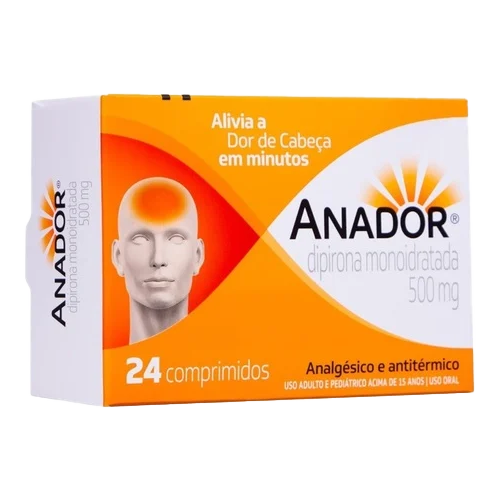 Alivia a
Dor de Cabeça
em minutos
ANADOR®
dipirona monoidratada
500 mg
24 comprimidos
Analgésico e antitérmico
USO ADULTO E PEDIÁTRICO ACIMA DE 15 ANOS | USO ORAL
ANADOR®
dipirona monoidratada
500 mg